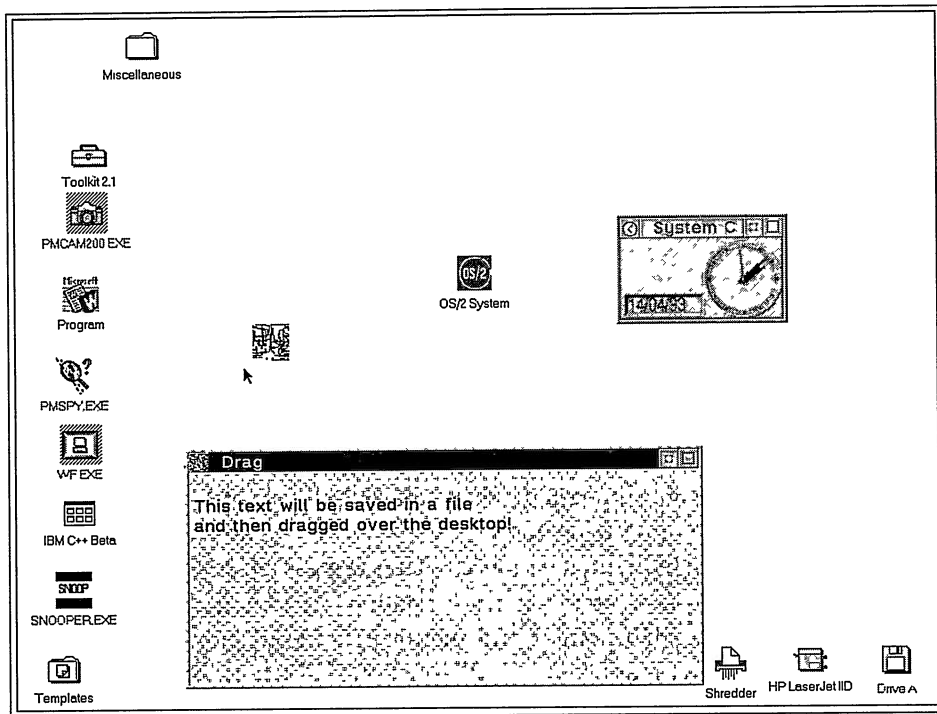 Miscellaneous
Toolkit 2.1
PMCAM200 EXE
System C
14/04/93
OS/2
OS/2 System
Microsoft
W
Program
PMSPY.EXE
WF EXE
Drag
This text will be saved in a file
and then dragged over the desktop!
IBM C++ Beta
SNOOP
SNOOPER.EXE
Templates
Shredder
HP LaserJet IID
Drive A